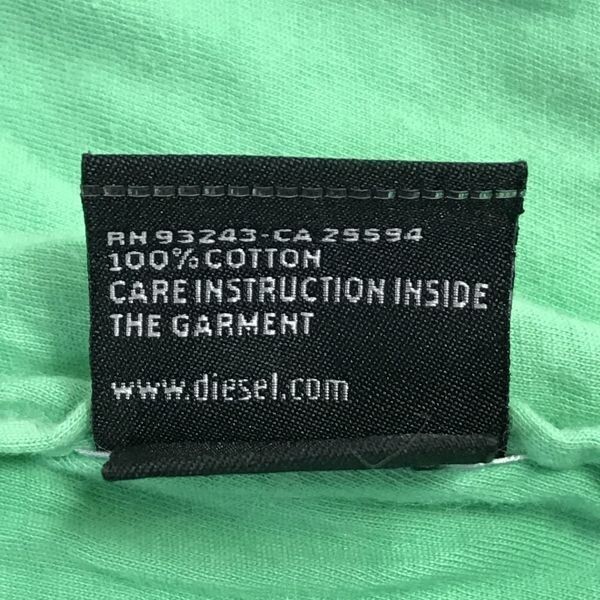 RN 93243-CA 25594
100% COTTON
CARE INSTRUCTION INSIDE
THE GARMENT
www.diesel.com